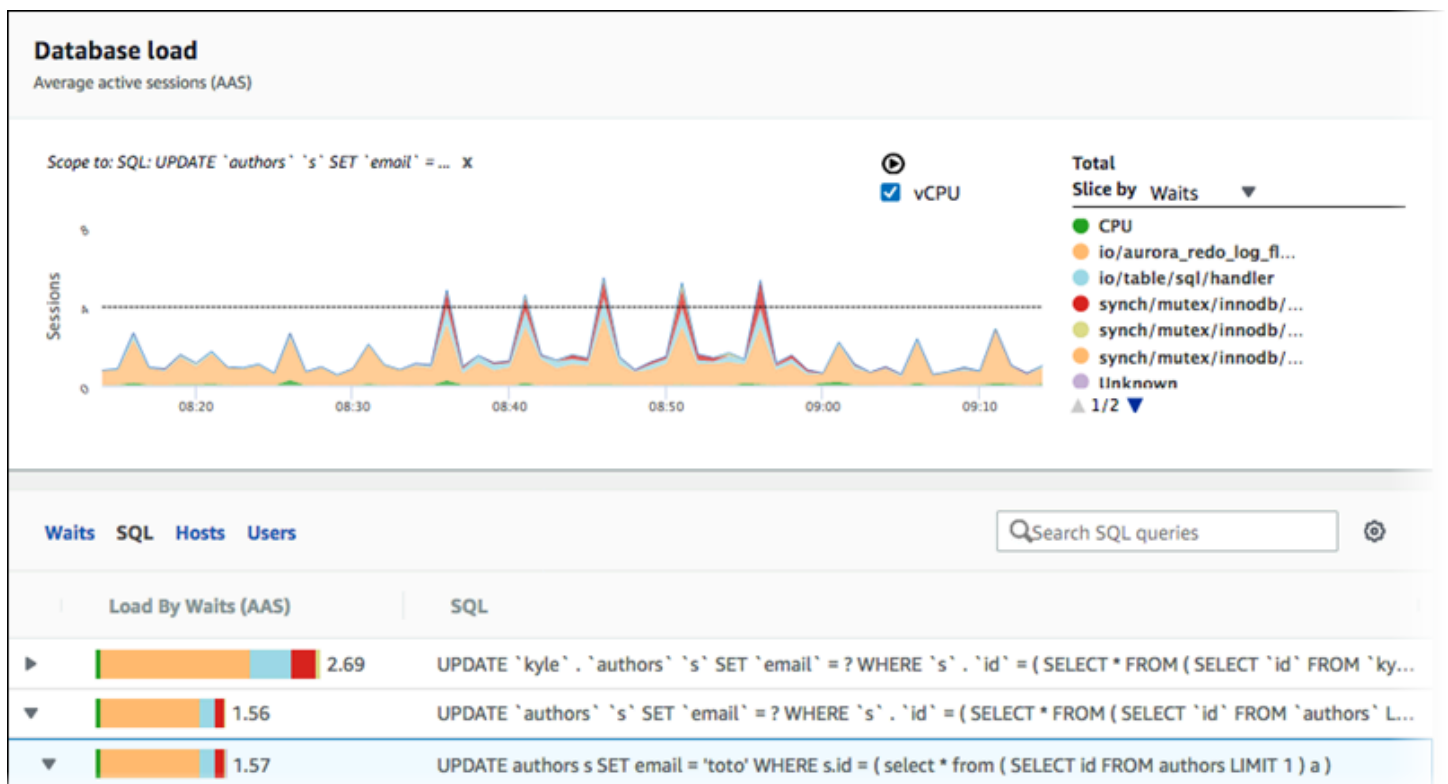 Database load
Average active sessions (AAS)
Scope to: SQL: UPDATE `authors` `s` SET `email` = ... x
vCPU
Total
Slice by Waits
CPU
io/aurora_redo_log_fl...
io/table/sql/handler
synch/mutex/innodb/...
synch/mutex/innodb/...
synch/mutex/innodb/...
Unknown
1/2
Sessions
8
4
0
08:20 08:30 08:40 08:50 09:00 09:10
Waits SQL Hosts Users
Search SQL queries
Load By Waits (AAS) SQL
2.69 UPDATE `kyle` . `authors` `s` SET `email` = ? WHERE `s` . `id` = ( SELECT * FROM ( SELECT `id` FROM `ky...
1.56 UPDATE `authors` `s` SET `email` = ? WHERE `s` . `id` = ( SELECT * FROM ( SELECT `id` FROM `authors` L...
1.57 UPDATE authors s SET email = 'toto' WHERE s.id = ( select * from ( SELECT id FROM authors LIMIT 1 ) a )